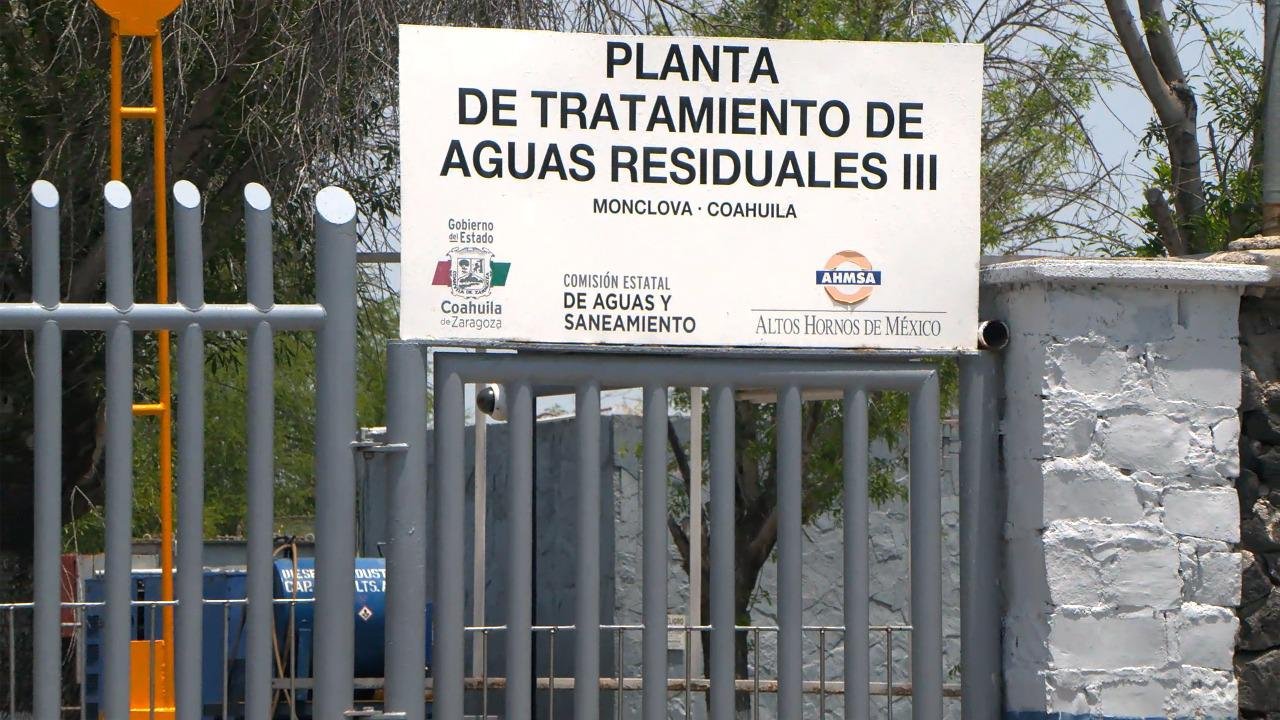 PLANTA
DE TRATAMIENTO DE
AGUAS RESIDUALES III
MONCLOVA · COAHUILA
Gobierno
del Estado
Coahuila
de Zaragoza
COMISIÓN ESTATAL
DE AGUAS Y
SANEAMIENTO
AHMSA
ALTOS HORNOS DE MÉXICO